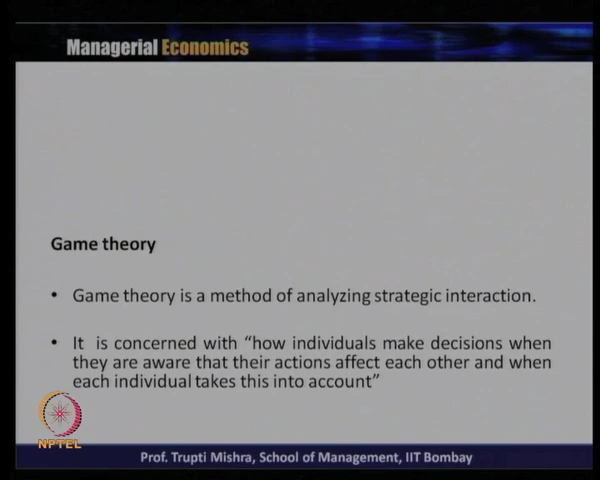 Managerial Economics
Game theory
• Game theory is a method of analyzing strategic interaction.
• It is concerned with “how individuals make decisions when
they are aware that their actions affect each other and when
each individual takes this into account”
NPTEL
Prof. Trupti Mishra, School of Management, IIT Bombay